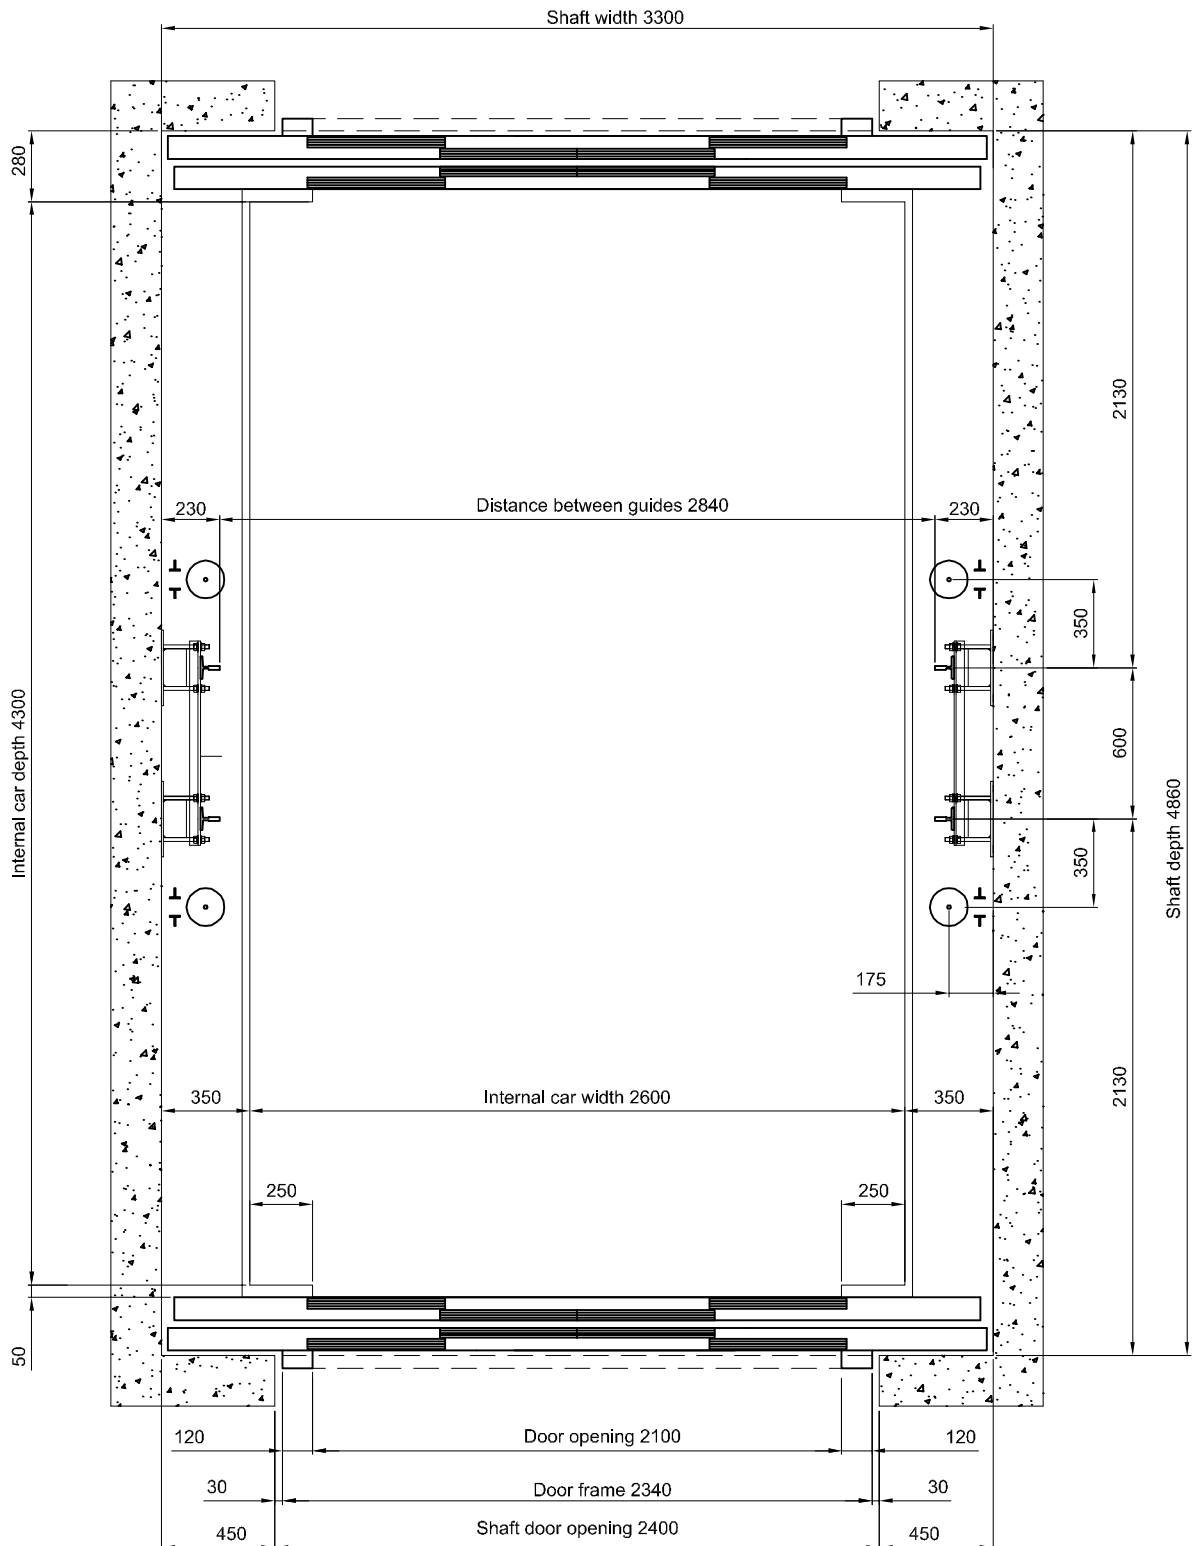 Shaft width 3300
280
2130
230
Distance between guides 2840
230
350
Internal car depth 4300
600
Shaft depth 4860
350
175
350
Internal car width 2600
350
2130
250
250
50
120
Door opening 2100
120
30
Door frame 2340
30
450
Shaft door opening 2400
450